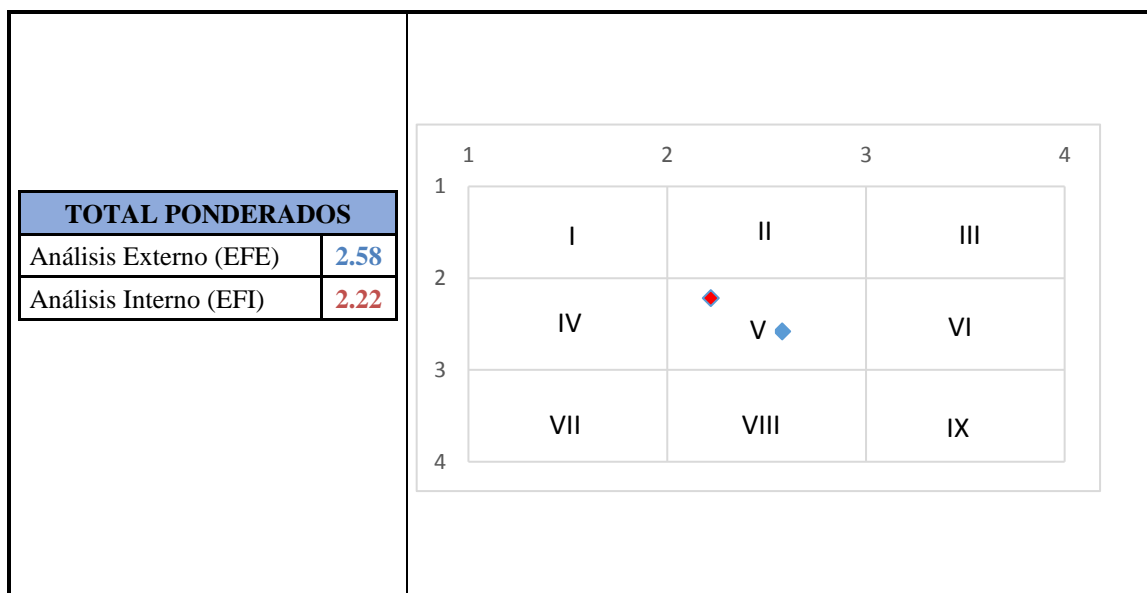 TOTAL PONDERADOS
Análisis Externo (EFE) 2.58
Análisis Interno (EFI) 2.22
1 2 3 4
1
I II III
2
IV V VI
3
VII VIII IX
4